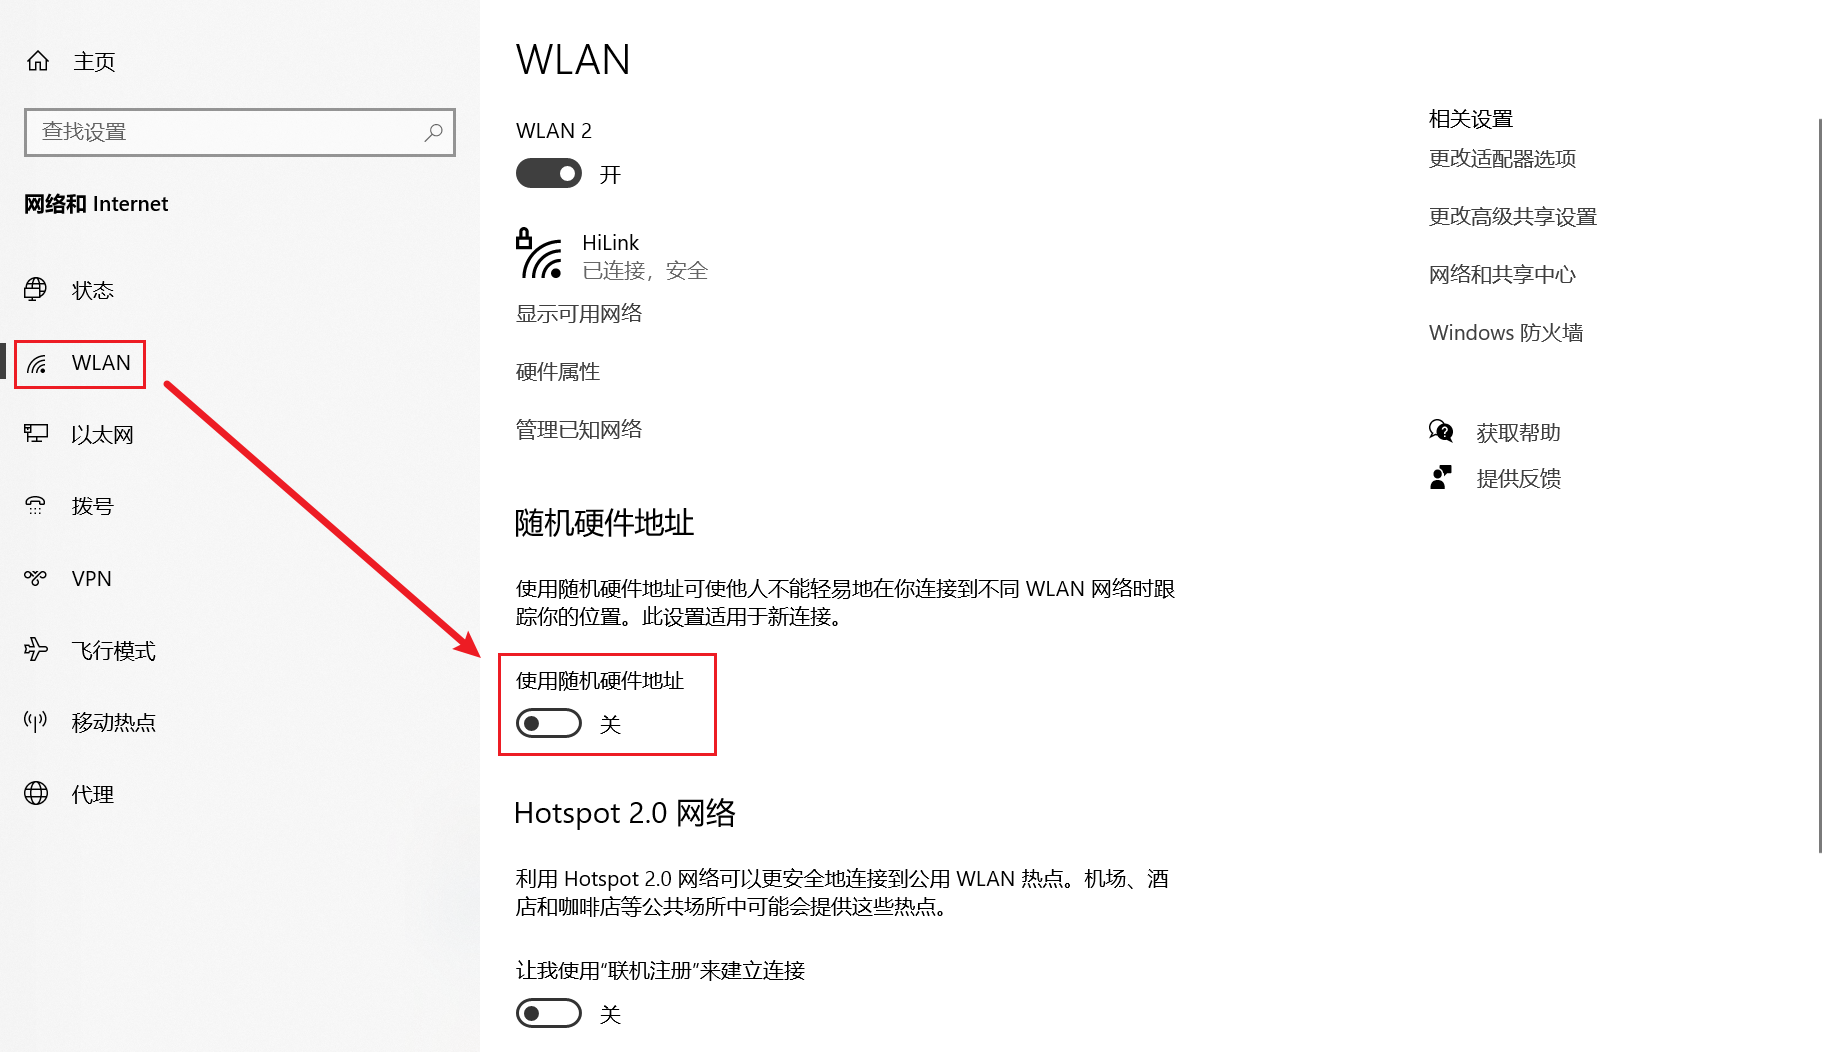 主页
查找设置
网络和 Internet
状态
WLAN
以太网
拨号
VPN
飞行模式
移动热点
代理
WLAN
WLAN 2
开
HiLink
已连接，安全
显示可用网络
硬件属性
管理已知网络
随机硬件地址
使用随机硬件地址可使他人不能轻易地在你连接到不同 WLAN 网络时跟
踪你的位置。此设置适用于新连接。
使用随机硬件地址
关
Hotspot 2.0 网络
利用 Hotspot 2.0 网络可以更安全地连接到公用 WLAN 热点。机场、酒
店和咖啡店等公共场所中可能会提供这些热点。
让我使用“联机注册”来建立连接
关
相关设置
更改适配器选项
更改高级共享设置
网络和共享中心
Windows 防火墙
获取帮助
提供反馈